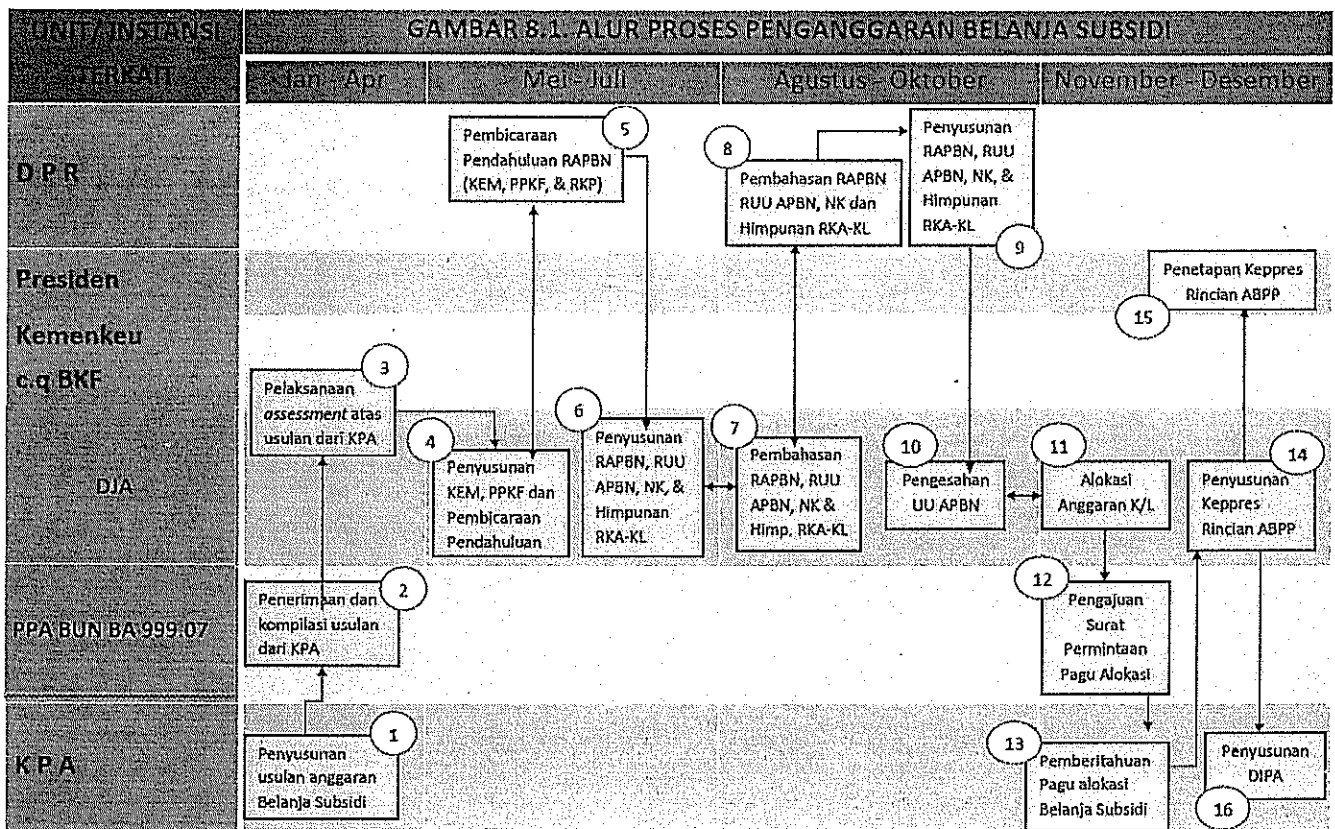 UNIT/INSTANSI
TERKAIT
GAMBAR 8.1. ALUR PROSES PENGANGGARAN BELANJA SUBSIDI
Jan - Apr
Mei - Juli
Agustus - Oktober
November - Desember
D P R
5
Pembicaraan
Pendahuluan RAPBN
(KEM, PPKF, & RKP)
8
Pembahasan RAPBN
RUU APBN, NK dan
Himpunan RKA-KL
Penyusunan
RAPBN, RUU
APBN, NK, &
Himpunan
RKA-KL
9
Presiden
Penetapan Keppres
Rincian ABPP
15
Kemenkeu
c.q BKF
3
Pelaksanaan
assessment atas
usulan dari KPA
DJA
4
Penyusunan
KEM, PPKF dan
Pembicaraan
Pendahuluan
6
Penyusunan
RAPBN, RUU
APBN, NK, &
Himpunan
RKA-KL
7
Pembahasan
RAPBN, RUU
APBN, NK &
Himp. RKA-KL
10
Pengesahan
UU APBN
11
Alokasi
Anggaran K/L
14
Penyusunan
Keppres
Rincian ABPP
PPA BUN BA-999.07
2
Penerimaan dan
kompilasi usulan
dari KPA
12
Pengajuan
Surat
Permintaan
Pagu Alokasi
K P A
1
Penyusunan
usulan anggaran
Belanja Subsidi
13
Pemberitahuan
Pagu alokasi
Belanja Subsidi
Penyusunan
DIPA
16